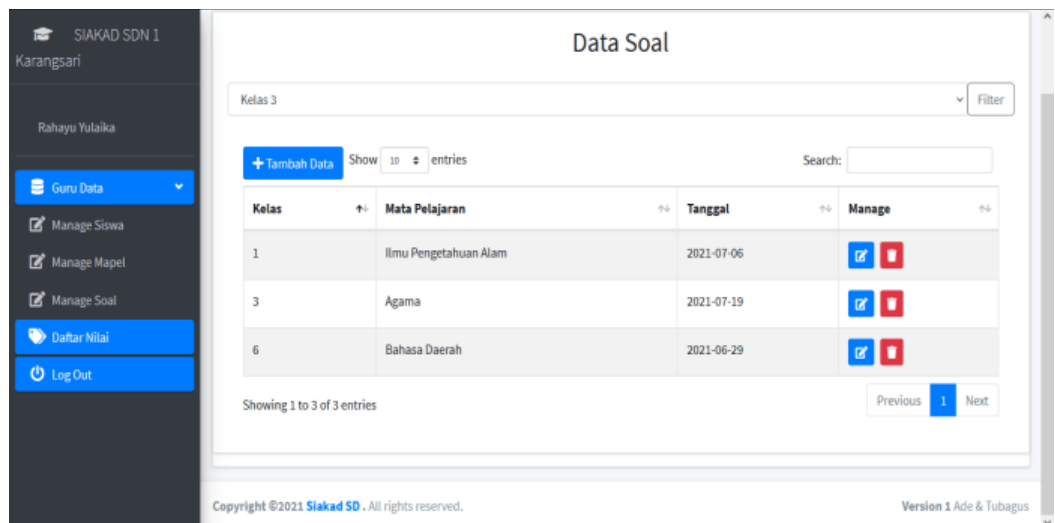 SIAKAD SDN 1
Karangsari
Rahayu Yulaika
Guru Data
Manage Siswa
Manage Mapel
Manage Soal
Daftar Nilai
Log Out
Data Soal
Kelas 3 Filter
Tambah Data Show 10 entries Search:
Kelas Mata Pelajaran Tanggal Manage
1 Ilmu Pengetahuan Alam 2021-07-06
3 Agama 2021-07-19
6 Bahasa Daerah 2021-06-29
Showing 1 to 3 of 3 entries Previous 1 Next
Copyright ©2021 Siakad SD . All rights reserved. Version 1 Ade & Tubagus